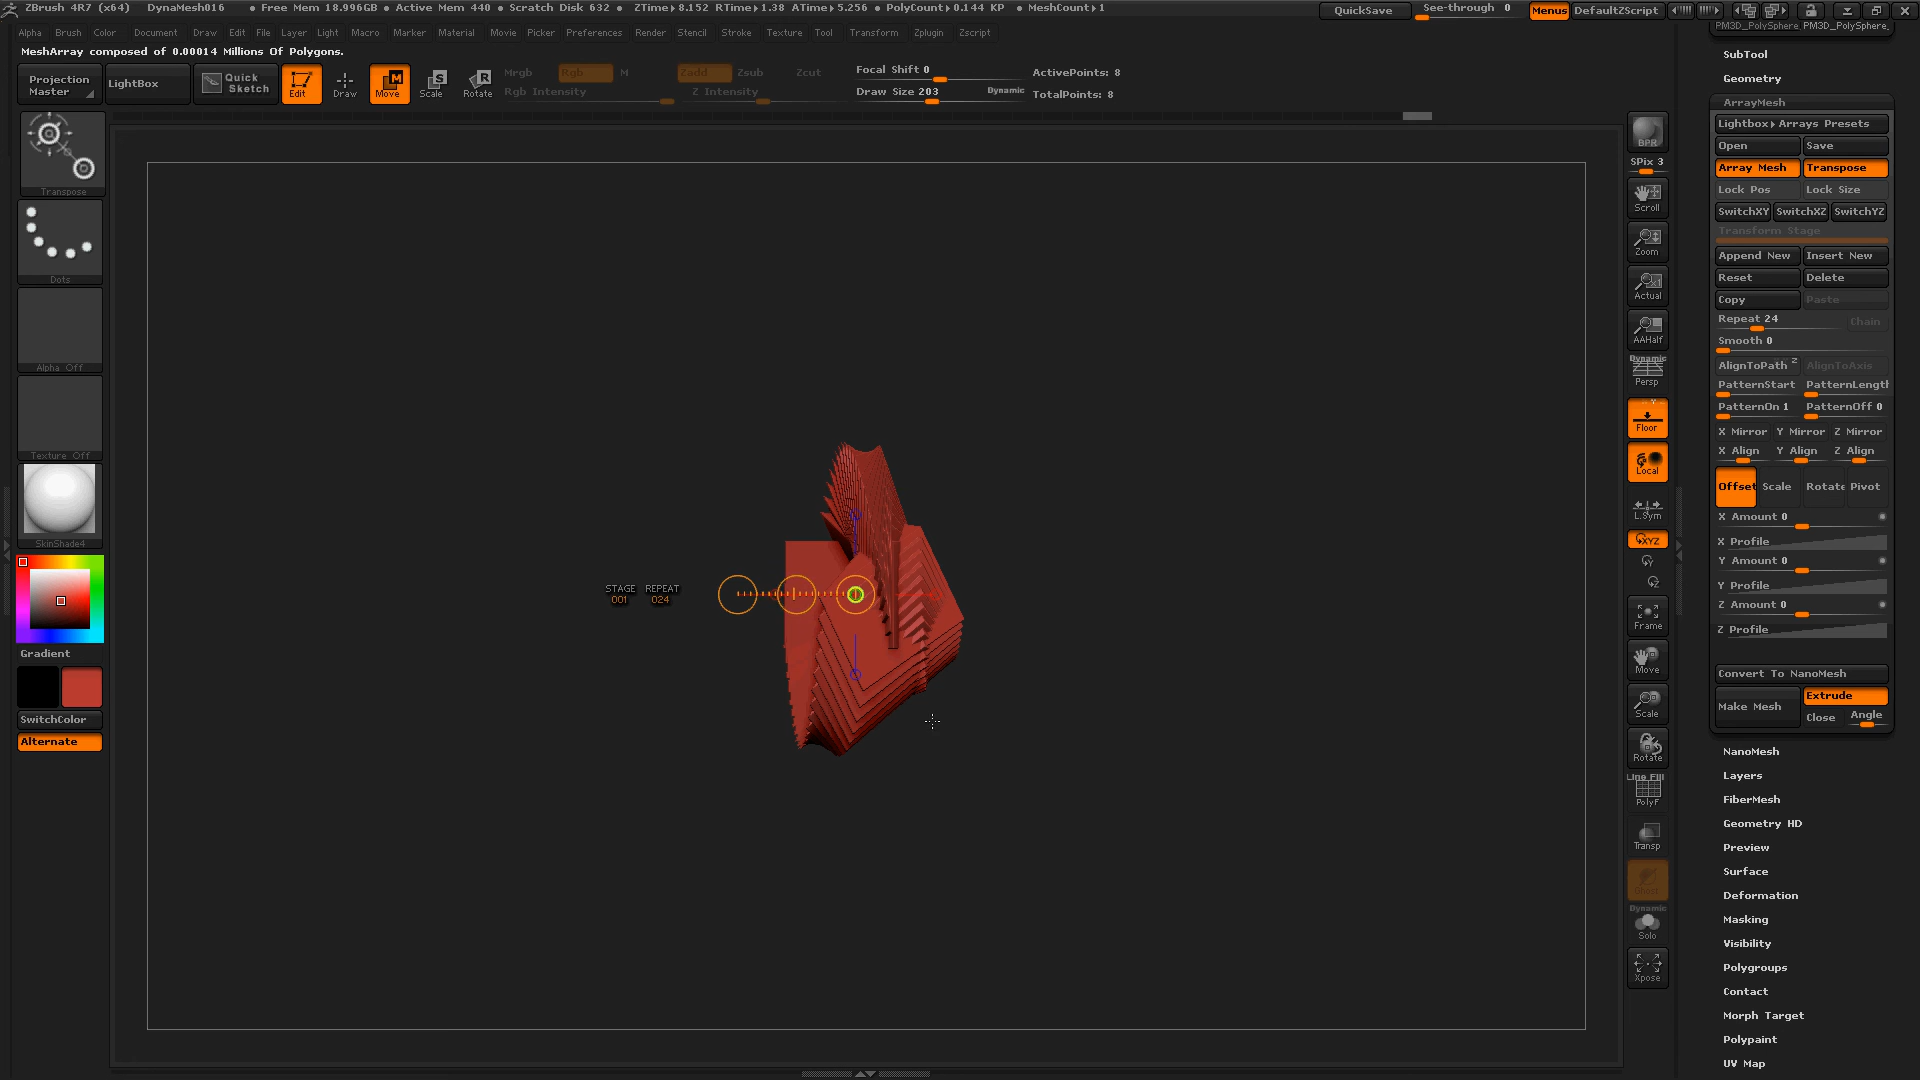 ZBrush 4R7 (x64) DynaMesh016 • Free Mem 18.996GB • Active Mem 440 • Scratch Disk 632 • ZTime▸8.152 RTime▸1.38 ATime▸5.256 • PolyCount▸0.144 KP • MeshCount▸1
QuickSave See-through 0 Menus DefaultZScript
Alpha Brush Color Document Draw Edit File Layer Light Macro Marker Material Movie Picker Preferences Render Stencil Stroke Texture Tool Transform Zplugin Zscript
PM3D_PolySphere_ PM3D_PolySphere_
MeshArray composed of 0.00014 Millions Of Polygons.
Projection Master
LightBox
Quick Sketch
Edit Draw Move Scale Rotate
Mrgb Rgb M Zadd Zsub Zcut
Rgb Intensity Z Intensity
Focal Shift 0
Draw Size 203 Dynamic
ActivePoints: 8
TotalPoints: 8
Transpose
Dots
Alpha Off
Texture Off
SkinShade4
Gradient
SwitchColor
Alternate
STAGE REPEAT
001 024
BPR
SPix 3
Scroll
Zoom
Actual
AAHalf
Dynamic
Persp
Floor
Local
L.Sym
XYZ
Y
Z
Frame
Move
Scale
Rotate
Line Fill
PolyF
Transp
Ghost
Dynamic
Solo
Xpose
SubTool
Geometry
ArrayMesh
Lightbox▸Arrays Presets
Open Save
Array Mesh Transpose
Lock Pos Lock Size
SwitchXY SwitchXZ SwitchYZ
Transform Stage
Append New Insert New
Reset Delete
Copy Paste
Repeat 24 Chain
Smooth 0
AlignToPath Z AlignToAxis
PatternStart PatternLength
PatternOn 1 PatternOff 0
X Mirror Y Mirror Z Mirror
X Align Y Align Z Align
Offset Scale Rotate Pivot
X Amount 0
X Profile
Y Amount 0
Y Profile
Z Amount 0
Z Profile
Convert To NanoMesh
Make Mesh Extrude
Close Angle
NanoMesh
Layers
FiberMesh
Geometry HD
Preview
Surface
Deformation
Masking
Visibility
Polygroups
Contact
Morph Target
Polypaint
UV Map